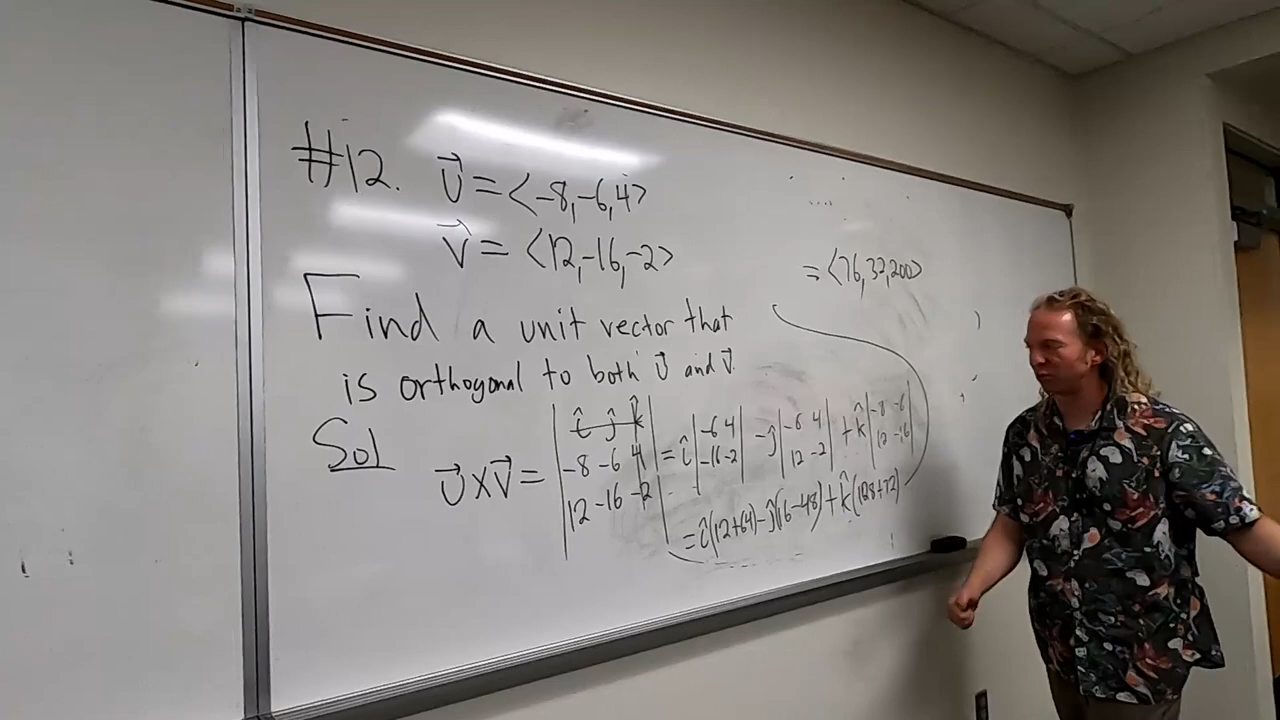 #12. U⃗ = <-8,-6,4>
V⃗ = <12,-16,-2>
Find a unit vector that
is orthogonal to both U⃗ and V⃗.
Sol
U⃗ X V⃗ = | î ĵ k̂ | = î | -6 4 | - ĵ | -8 4 | + k̂ | -8 -6 |
| -8 -6 4 | | -16 -2 | | 12 -2 | | 12 -16 |
| 12 -16 -2 |
= î(12+64) - ĵ(16-48) + k̂(128+72)
= <76,32,200>